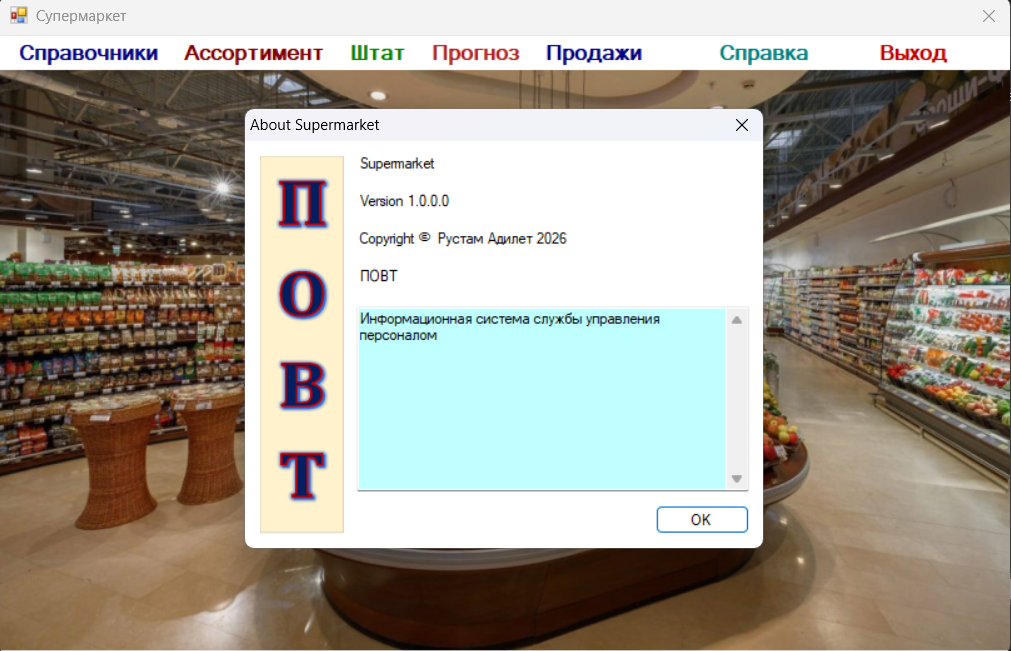 Супермаркет
Справочники Ассортимент Штат Прогноз Продажи Справка Выход
About Supermarket
П
О
В
Т
Supermarket
Version 1.0.0.0
Copyright © Рустам Адилет 2026
ПОВТ
Информационная система службы управления
персоналом
OK